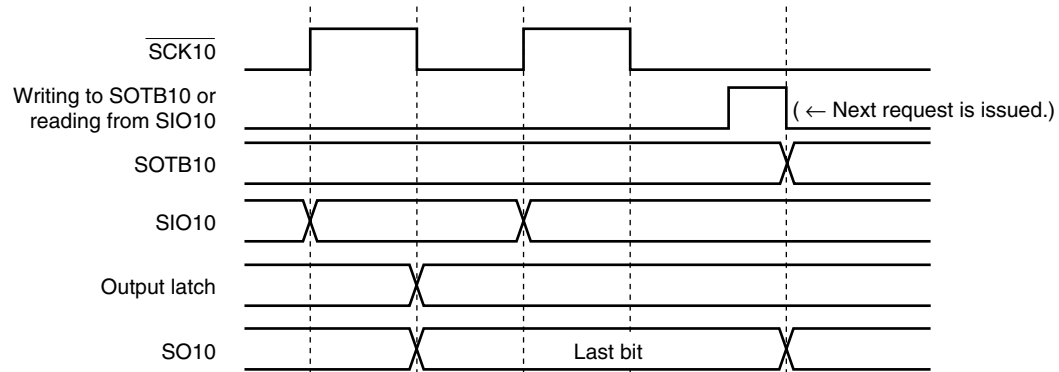 SCK10
Writing to SOTB10 or
reading from SIO10
( ← Next request is issued.)
SOTB10
SIO10
Output latch
SO10
Last bit